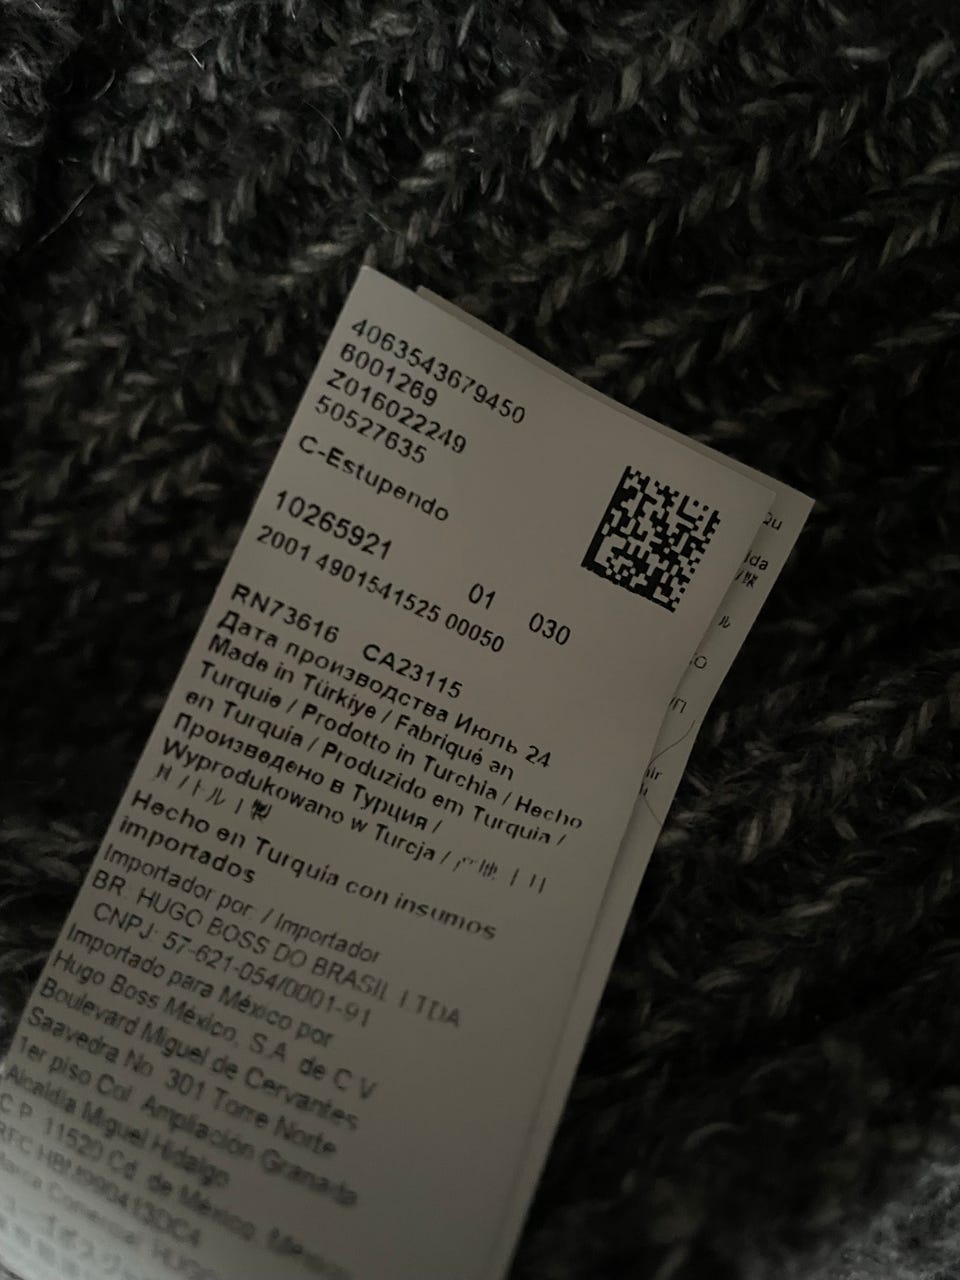 4063543679450
6001269
Z016022249
50527635
C-Estupendo
10265921 01 030
2001 4901541525 00050
RN73616 CA23115
Дата производства Июль 24
Made in Türkiye / Fabriqué en
Turquie / Prodotto in Turchia / Hecho
en Turquía / Produzido em Turquia /
Произведено в Турция /
Wyprodukowano w Turcja /
Hecho en Turquía con insumos
importados
Importador por: / Importador
BR: HUGO BOSS DO BRASIL LTDA
CNPJ: 57-621-054/0001-91
Importado para México por
Hugo Boss México, S.A. de C V
Boulevard Miguel de Cervantes
Saavedra No. 301 Torre Norte
1er piso Col. Ampliación Granada
Alcaldía Miguel Hidalgo
C.P. 11520 Cd. de México,
RFC